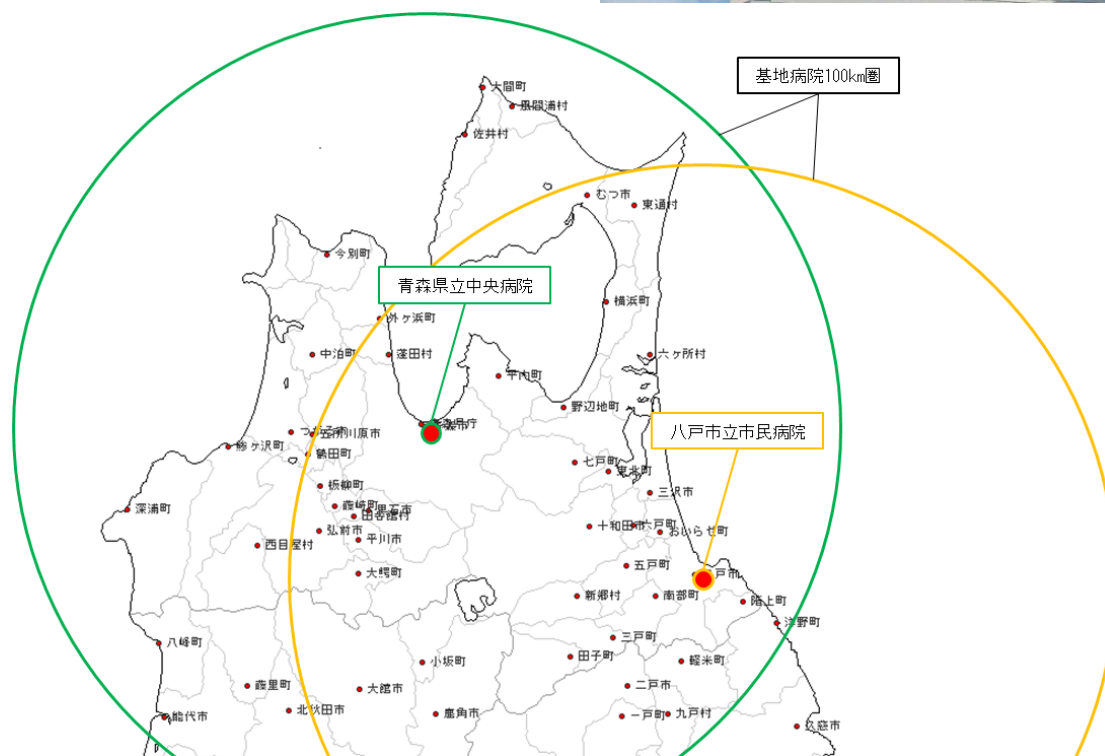 大間町
基地病院100km圏
風間浦村
佐井村
むつ市
東通村
今別町
青森県立中央病院
横浜町
外ヶ浜町
中泊町
蓬田村
六ヶ所村
平内町
野辺地町
八戸市立市民病院
五所川原市
鰺ヶ沢町
鶴田町
七戸町
東北町
板柳町
三沢市
深浦町
田舎館村
十和田市
六戸町
おいらせ町
弘前市
平川市
西目屋村
五戸町
大鰐町
新郷村
南部町
階上町
洋野町
三戸町
八峰町
田子町
小坂町
軽米町
藤里町
大館市
二戸市
北秋田市
鹿角市
能代市
一戸町
九戸村
久慈市